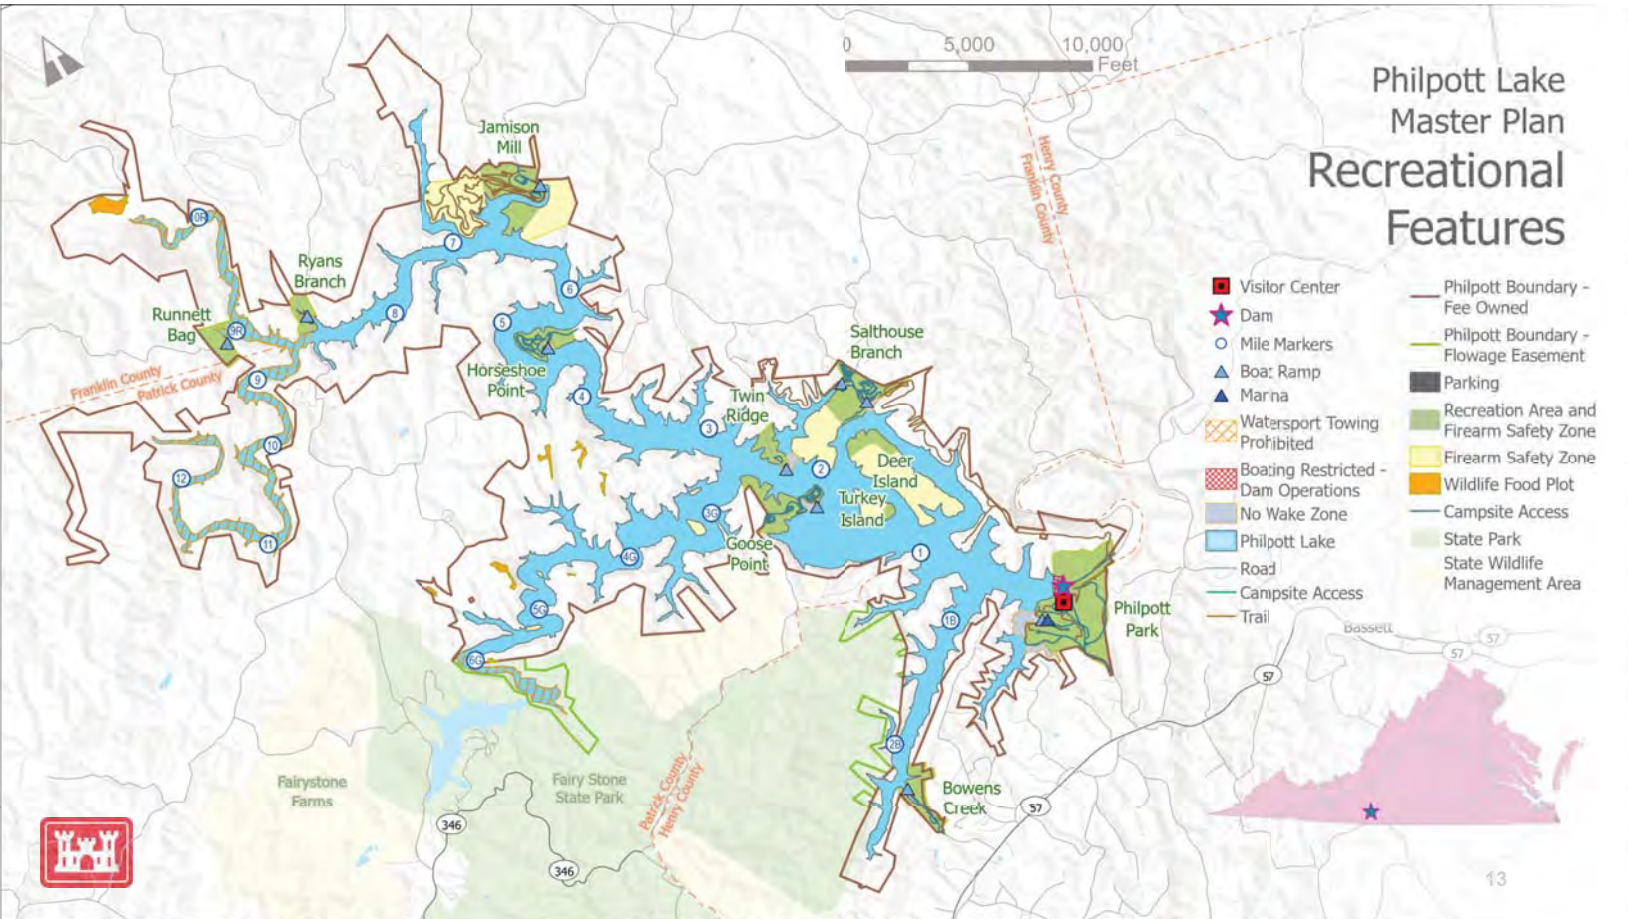 0 5,000 10,000
Feet
Philpott Lake
Master Plan
Recreational
Features
Visitor Center
Dam
Mile Markers
Boat Ramp
Marina
Watersport Towing
Prohibited
Boating Restricted -
Dam Operations
No Wake Zone
Philpott Lake
Road
Campsite Access
Trail
Philpott Boundary -
Fee Owned
Philpott Boundary -
Flowage Easement
Parking
Recreation Area and
Firearm Safety Zone
Firearm Safety Zone
Wildlife Food Plot
Campsite Access
State Park
State Wildlife
Management Area
Henry County
Franklin County
Jamison
Mill
Ryans
Branch
Runnett
Bag
Franklin County
Patrick County
Horseshoe
Point
Salthouse
Branch
Twin
Ridge
Deer
Island
Turkey
Island
Goose
Point
Philpott
Park
Bowens
Creek
Fairystone
Farms
Fairy Stone
State Park
Patrick County
Henry County
Bassett
0R
9R
9
10
11
12
8
7
6
5
4
3
2
1
3G
4G
5G
6G
1B
2B
57
57
57
57
346
346
13